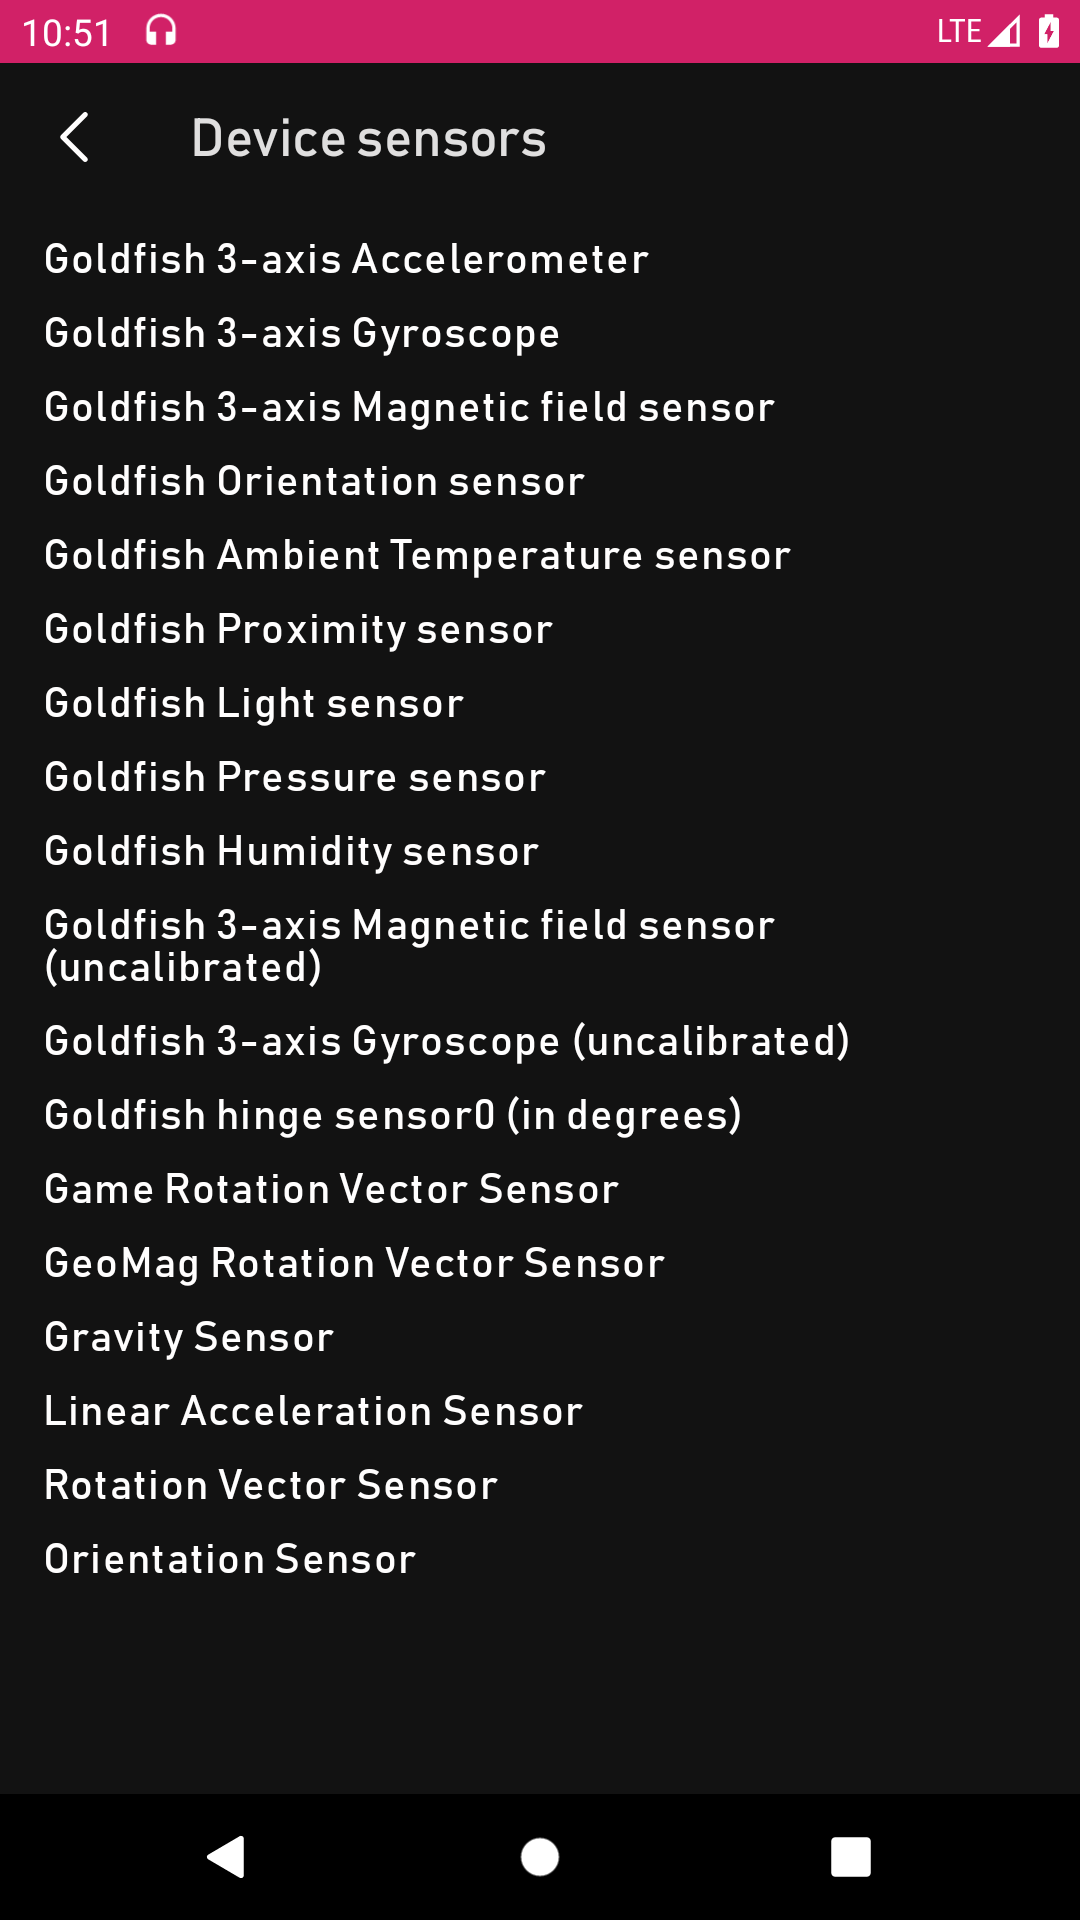 10:51
LTE
Device sensors
Goldfish 3-axis Accelerometer
Goldfish 3-axis Gyroscope
Goldfish 3-axis Magnetic field sensor
Goldfish Orientation sensor
Goldfish Ambient Temperature sensor
Goldfish Proximity sensor
Goldfish Light sensor
Goldfish Pressure sensor
Goldfish Humidity sensor
Goldfish 3-axis Magnetic field sensor
(uncalibrated)
Goldfish 3-axis Gyroscope (uncalibrated)
Goldfish hinge sensor0 (in degrees)
Game Rotation Vector Sensor
GeoMag Rotation Vector Sensor
Gravity Sensor
Linear Acceleration Sensor
Rotation Vector Sensor
Orientation Sensor